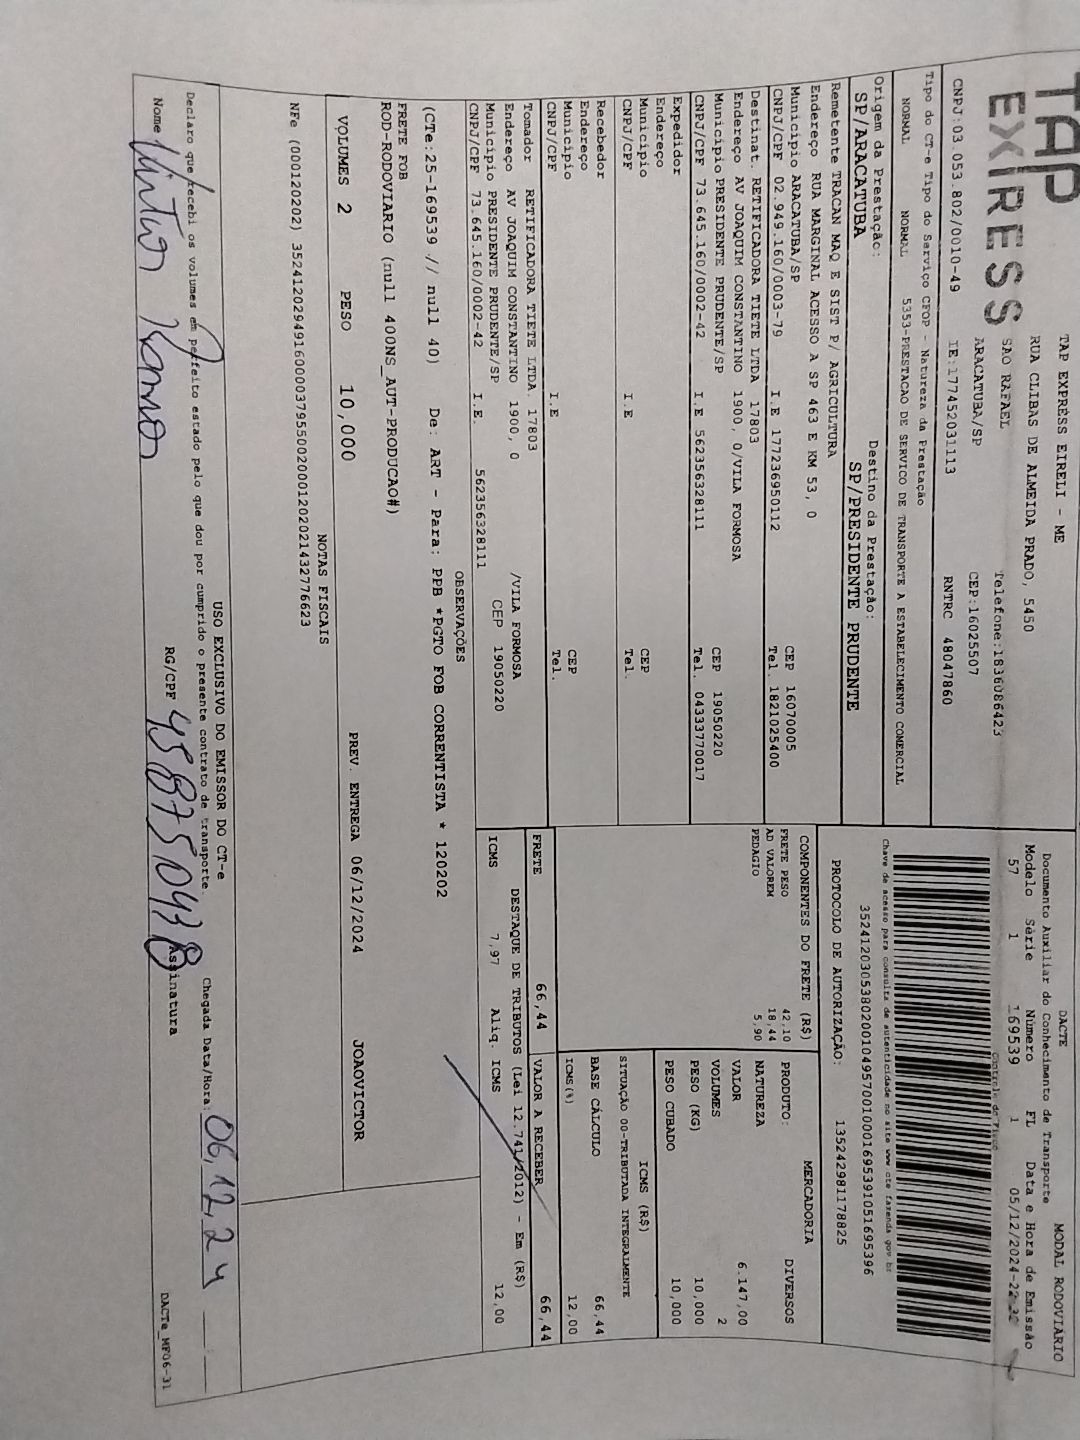 TAP
EXPRESS
TAP EXPRESS EIRELI - ME
RUA CLIBAS DE ALMEIDA PRADO, 5450
SAO RAFAEL Telefone:1836086423
ARACATUBA/SP CEP:16025507
CNPJ:03.053.802/0010-49 IE:177452031113 RNTRC 48047860
DACTE MODAL RODOVIÁRIO
Documento Auxiliar do Conhecimento de Transporte
Modelo Série Número FL Data e Hora de Emissão
57 1 169539 1 05/12/2024-22:
Controle do Fisco
Tipo do CT-e Tipo do Serviço CFOP - Natureza da Prestação
NORMAL NORMAL 5353-PRESTACAO DE SERVICO DE TRANSPORTE A ESTABELECIMENTO COMERCIAL
Chave de acesso para consulta de autenticidade no site www cte fazenda gov br
35241203053802001049570010001695391051695396
Origem da Prestação: Destino da Prestação:
SP/ARACATUBA SP/PRESIDENTE PRUDENTE
PROTOCOLO DE AUTORIZAÇÃO: 135242981178825
Remetente TRACAN MAQ E SIST P/ AGRICULTURA
Endereço RUA MARGINAL ACESSO A SP 463 E KM 53, 0
Município ARACATUBA/SP CEP 16070005
CNPJ/CPF 02.949.160/0003-79 I.E 177236950112 Tel. 1821025400
Destinat. RETIFICADORA TIETE LTDA 17803
Endereço AV JOAQUIM CONSTANTINO 1900, 0/VILA FORMOSA
Município PRESIDENTE PRUDENTE/SP CEP 19050220
CNPJ/CPF 73.645.160/0002-42 I.E 562356328111 Tel. 04333770017
Expedidor
Endereço
Município CEP
CNPJ/CPF I.E Tel.
Recebedor
Endereço
Município CEP
CNPJ/CPF I.E Tel.
Tomador RETIFICADORA TIETE LTDA. 17803
Endereço AV JOAQUIM CONSTANTINO 1900, 0 /VILA FORMOSA
Município PRESIDENTE PRUDENTE/SP CEP 19050220
CNPJ/CPF 73.645.160/0002-42 I.E. 562356328111
COMPONENTES DO FRETE (R$)
FRETE PESO 42,10
AD VALOREM 18,44
PEDAGIO 5,90
MERCADORIA
PRODUTO: DIVERSOS
NATUREZA
VALOR 6.147,00
VOLUMES 2
PESO (KG) 10,000
PESO CUBADO 10,000
ICMS (R$)
SITUAÇÃO 00-TRIBUTADA INTEGRALMENTE
BASE CÁLCULO 66,44
ICMS(%) 12,00
FRETE 66,44 VALOR A RECEBER 66,44
DESTAQUE DE TRIBUTOS (Lei 12.741/2012) - Em (R$)
ICMS 7,97 Aliq. ICMS 12,00
OBSERVAÇÕES
(CTe:25-169539 .// null 40) De: ART - Para: PPB *PGTO FOB CORRENTISTA * 120202
FRETE FOB
ROD-RODOVIARIO (null 400NS_AUT-PRODUCAO#)
VOLUMES 2 PESO 10,000 PREV. ENTREGA 06/12/2024 JOAOVICTOR
NOTAS FISCAIS
NFe (000120202) 35241202949160000379550020001202021432776623
USO EXCLUSIVO DO EMISSOR DO CT-e
Declaro que recebi os volumes em perfeito estado pelo que dou por cumprido o presente contrato de transporte. Chegada Data/Hora: 06,12,24
Nome RG/CPF Assinatura
DACTe_MF06-31